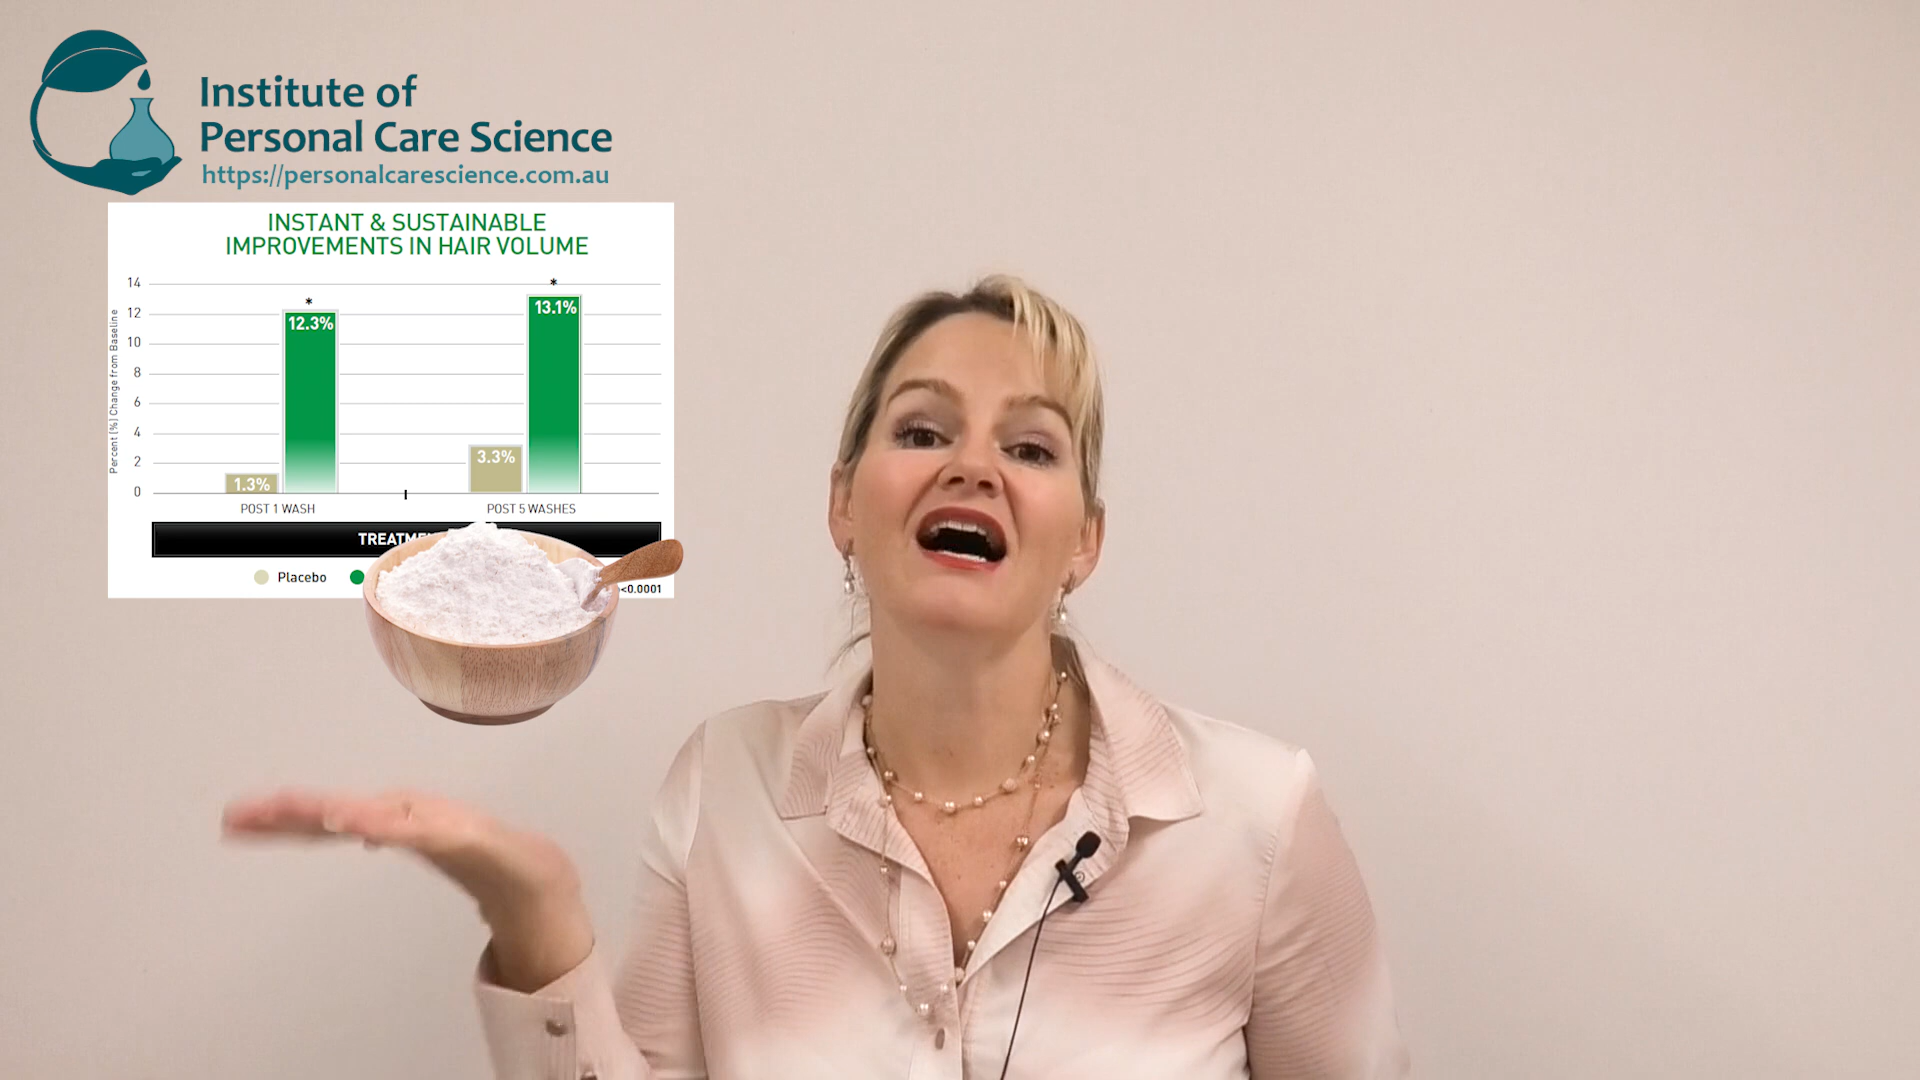 Institute of
Personal Care Science
https://personalcarescience.com.au
INSTANT & SUSTAINABLE
IMPROVEMENTS IN HAIR VOLUME
Percent (%) Change from Baseline
14
12
10
8
6
4
2
0
*
12.3%
*
13.1%
1.3%
3.3%
POST 1 WASH
POST 5 WASHES
Placebo
<0.0001